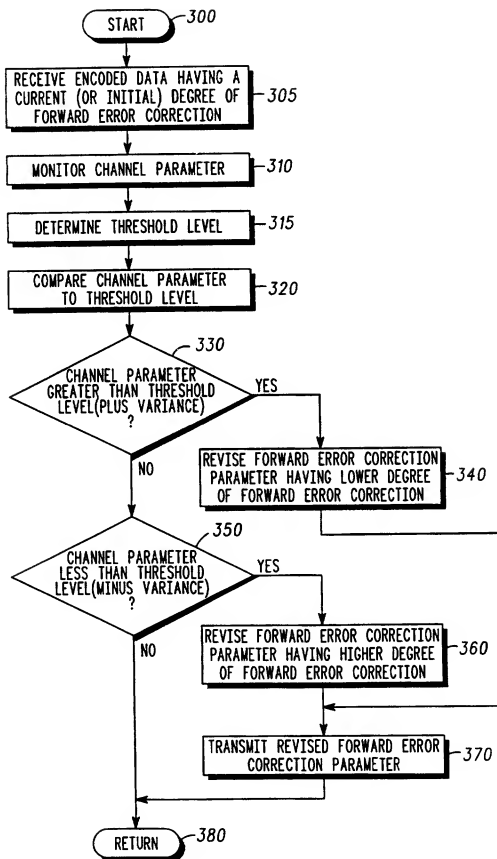 START
300
RECEIVE ENCODED DATA HAVING A
CURRENT (OR INITIAL) DEGREE OF
FORWARD ERROR CORRECTION
305
MONITOR CHANNEL PARAMETER
310
DETERMINE THRESHOLD LEVEL
315
COMPARE CHANNEL PARAMETER
TO THRESHOLD LEVEL
320
330
CHANNEL PARAMETER
GREATER THAN THRESHOLD
LEVEL(PLUS VARIANCE)
?
YES
NO
REVISE FORWARD ERROR CORRECTION
PARAMETER HAVING LOWER DEGREE
OF FORWARD ERROR CORRECTION
340
350
CHANNEL PARAMETER
LESS THAN THRESHOLD
LEVEL(MINUS VARIANCE)
?
YES
NO
REVISE FORWARD ERROR CORRECTION
PARAMETER HAVING HIGHER DEGREE
OF FORWARD ERROR CORRECTION
360
TRANSMIT REVISED FORWARD ERROR
CORRECTION PARAMETER
370
RETURN
380